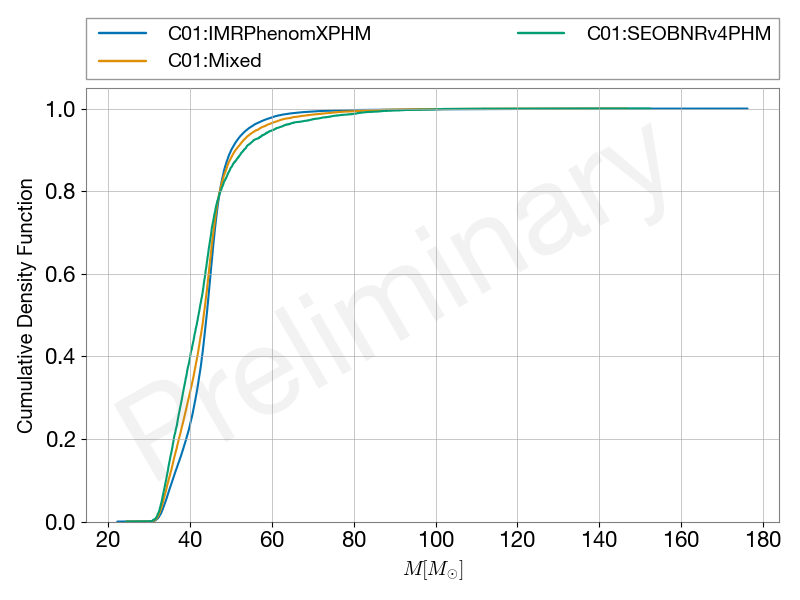 C01:IMRPhenomXPHM
C01:Mixed
C01:SEOBNRv4PHM
1.0
0.8
0.6
0.4
0.2
0.0
Cumulative Density Function
Preliminary
20 40 60 80 100 120 140 160 180
M[M☉]